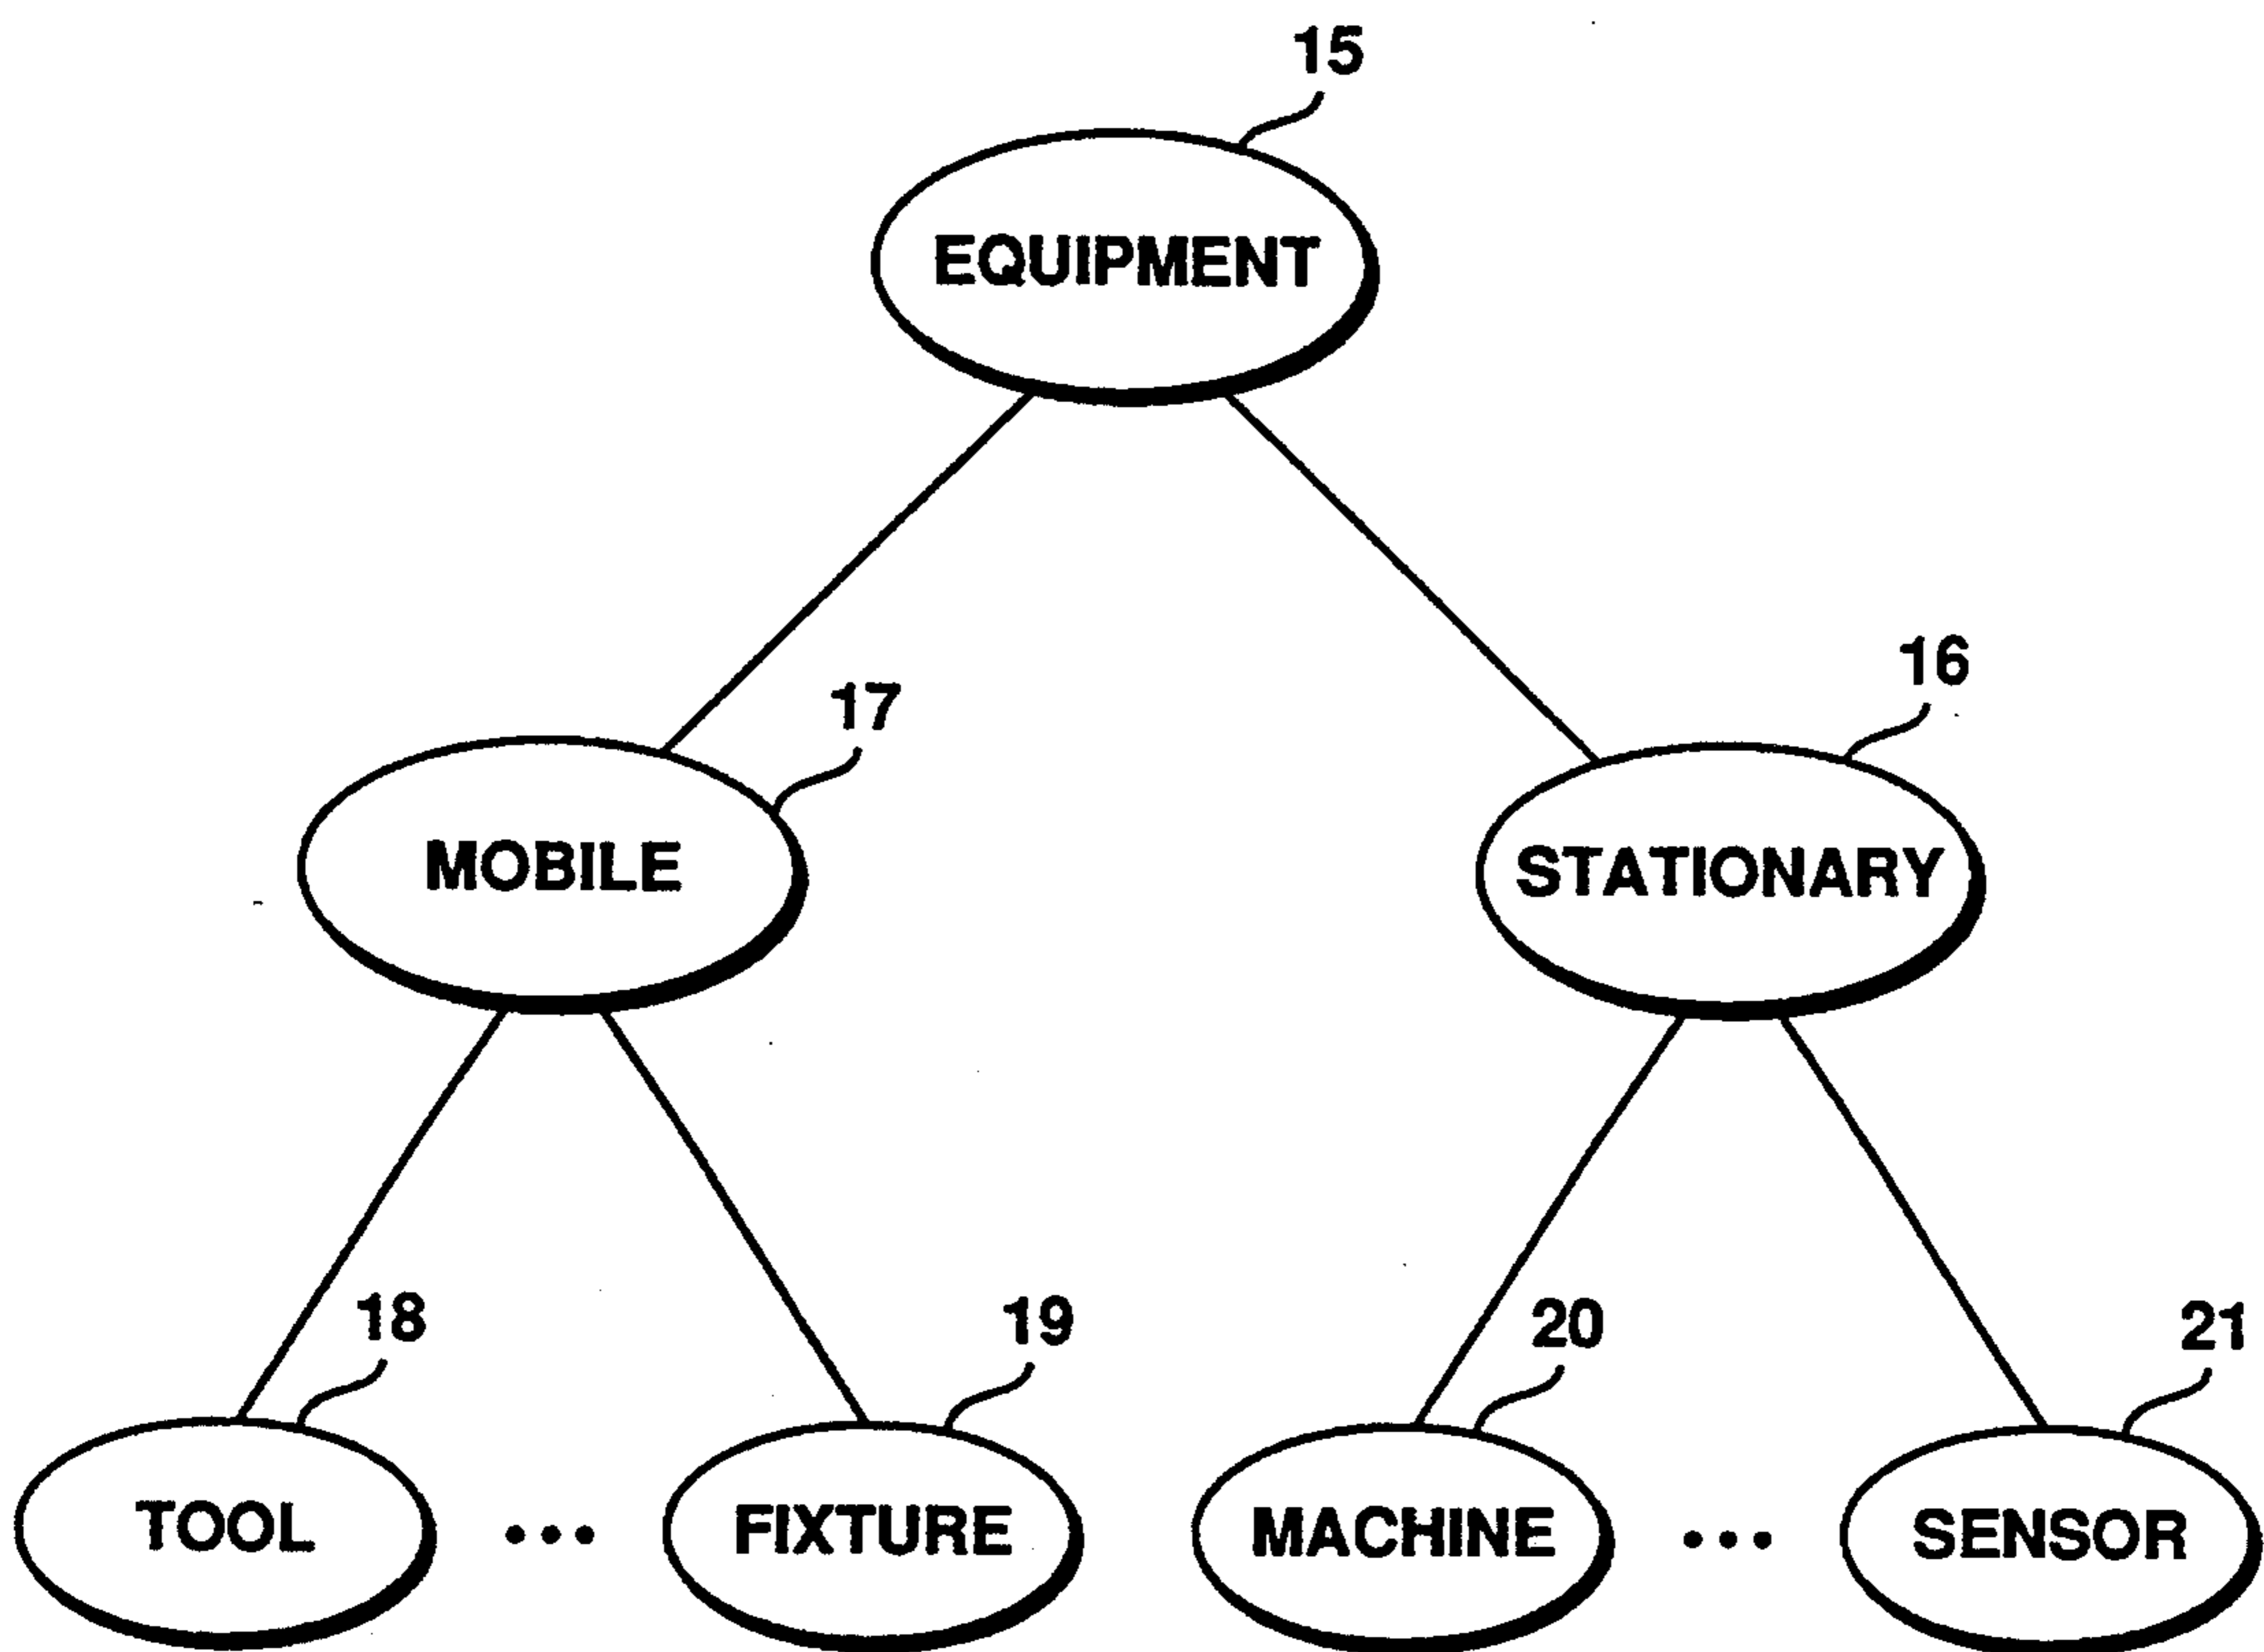 15
EQUIPMENT
16
17
MOBILE
STATIONARY
18
19
20
21
TOOL ••• FIXTURE MACHINE ••• SENSOR